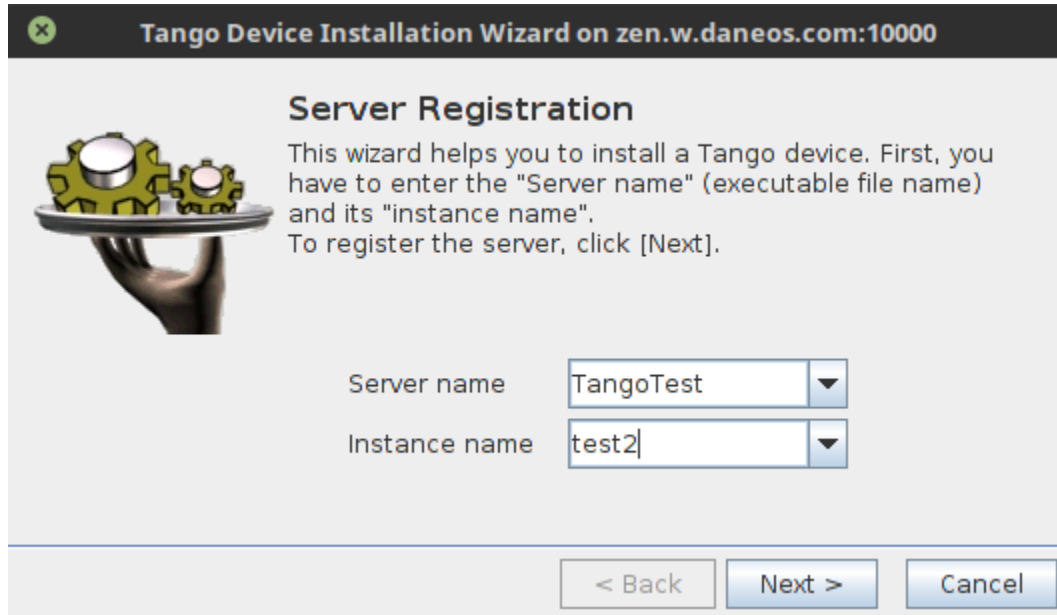 Tango Device Installation Wizard on zen.w.daneos.com:10000
Server Registration
This wizard helps you to install a Tango device. First, you
have to enter the "Server name" (executable file name)
and its "instance name".
To register the server, click [Next].
Server name TangoTest
Instance name test2
< Back Next > Cancel